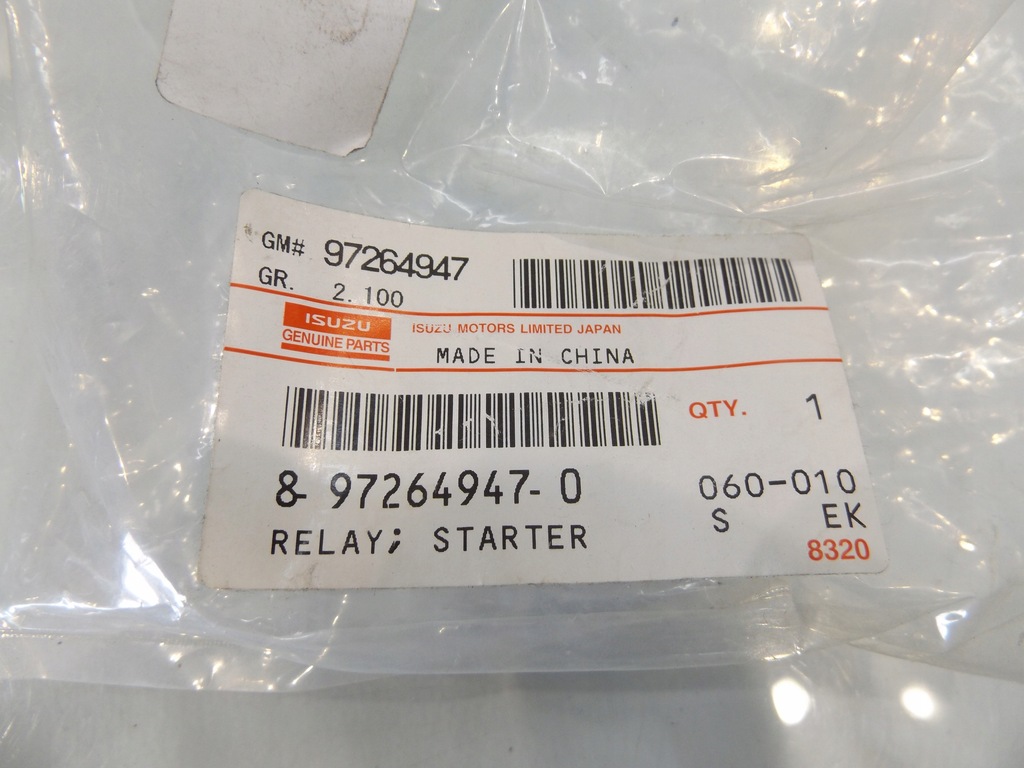 GM# 97264947
GR. 2.100
ISUZU
GENUINE PARTS
ISUZU MOTORS LIMITED JAPAN
MADE IN CHINA
QTY. 1
8-97264947-0
060-010
RELAY; STARTER
S EK
8320